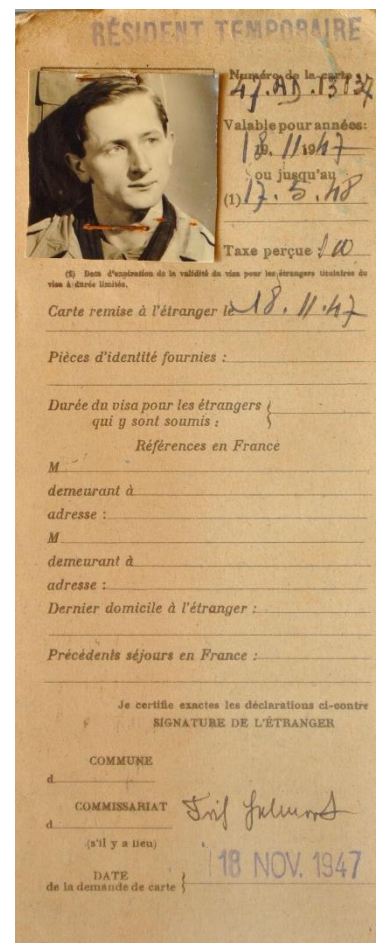 RÉSIDENT TEMPORAIRE
Numéro de la carte :
47.AD.13137
Valable pour années:
18.11.1947
ou jusqu'au
(1) 17.5.48
Taxe perçue :
(1) Date d'expiration de la validité du visa pour les étrangers titulaires du
visa à durée limitée.
Carte remise à l'étranger le 18.11.47
Pièces d'identité fournies :
Durée du visa pour les étrangers
qui y sont soumis :
Références en France
M
demeurant à
adresse :
M
demeurant à
adresse :
Dernier domicile à l'étranger :
Précédents séjours en France :
Je certifie exactes les déclarations ci-contre
SIGNATURE DE L'ÉTRANGER
COMMUNE
d
COMMISSARIAT
d
(s'il y a lieu)
18 NOV. 1947
DATE
de la demande de carte